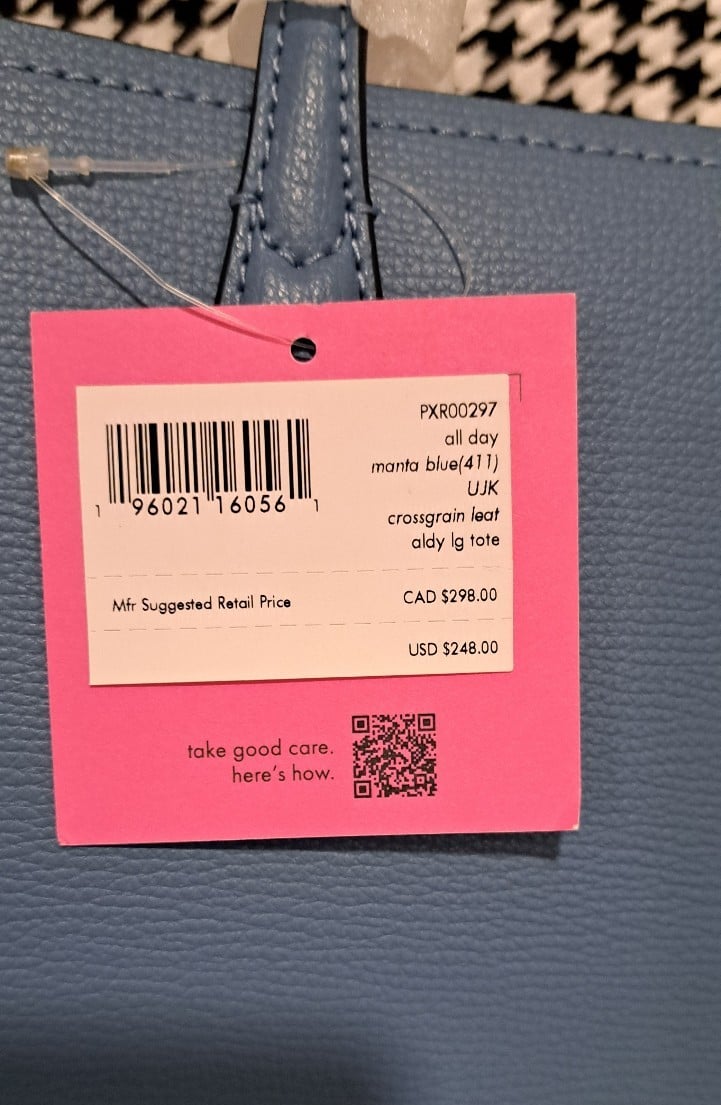 PXR00297
all day
manta blue(411)
UJK
crossgrain leat
aldy lg tote
1 96021 16056 1
Mfr Suggested Retail Price CAD $298.00
USD $248.00
take good care.
here's how.